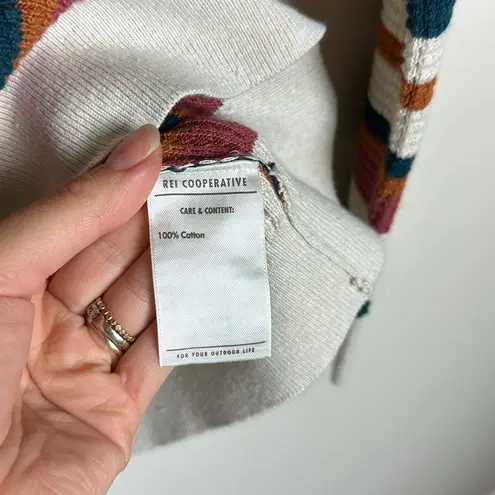 REI COOPERATIVE
CARE & CONTENT:
100% Cotton
FOR YOUR OUTDOOR LIFE